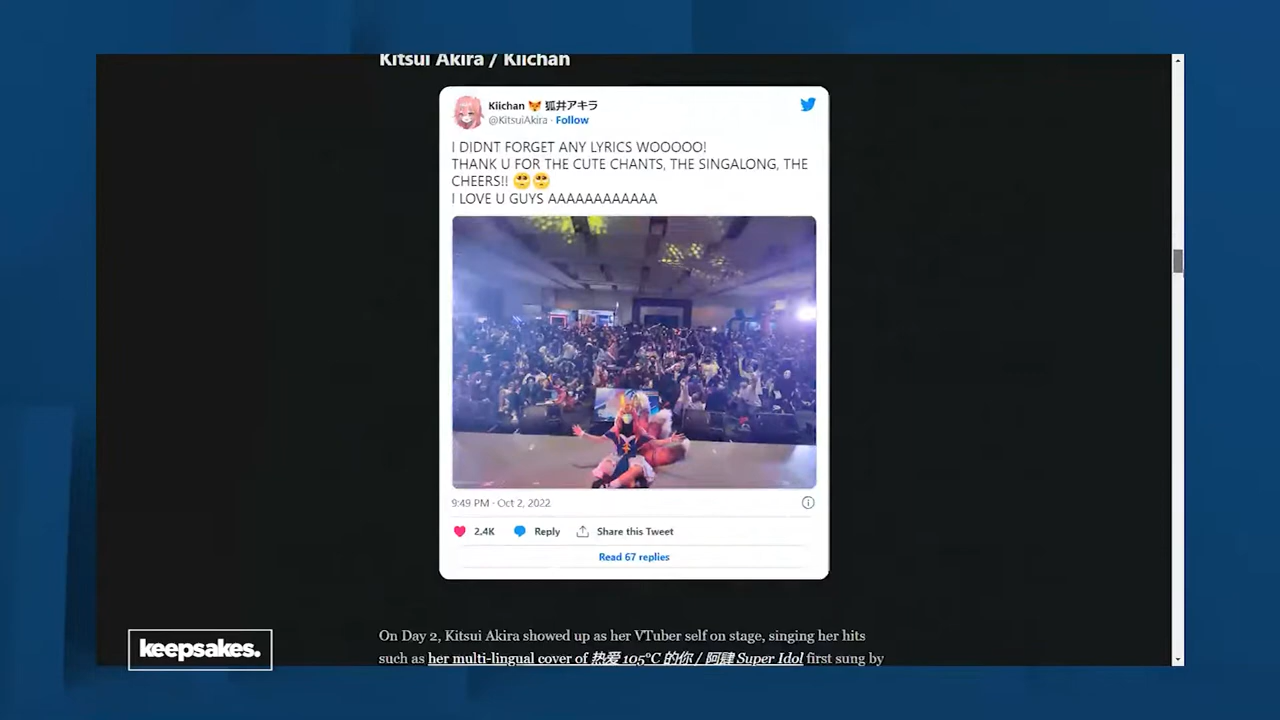 Kitsui Akira / Kiichan
Kiichan 🦊 狐井アキラ
@KitsuiAkira · Follow
I DIDNT FORGET ANY LYRICS WOOOOO!
THANK U FOR THE CUTE CHANTS, THE SINGALONG, THE
CHEERS!! 🥺🥺
I LOVE U GUYS AAAAAAAAAAAA
9:49 PM · Oct 2, 2022
2.4K Reply Share this Tweet
Read 67 replies
On Day 2, Kitsui Akira showed up as her VTuber self on stage, singing her hits
such as her multi-lingual cover of 热爱 105°C 的你 / 阿肆 Super Idol first sung by
keepsakes.